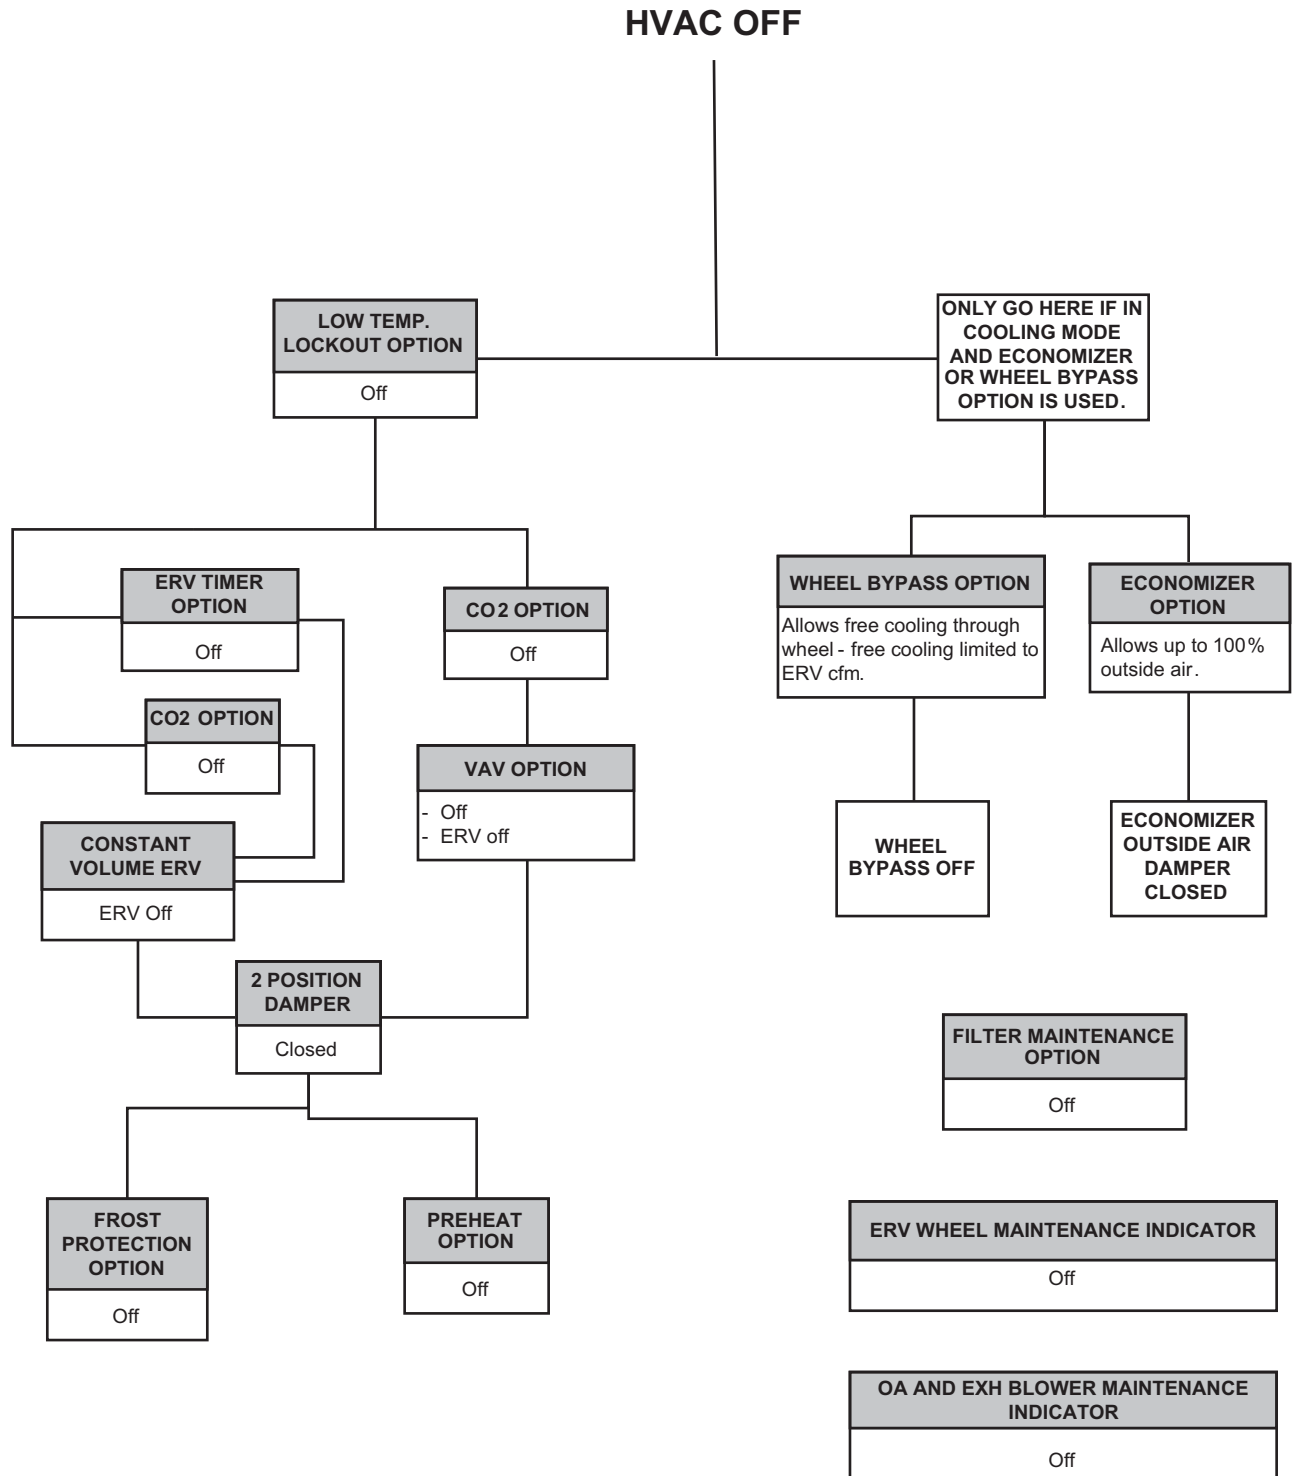 HVAC OFF
LOW TEMP.
LOCKOUT OPTION
Off
ONLY GO HERE IF IN
COOLING MODE
AND ECONOMIZER
OR WHEEL BYPASS
OPTION IS USED.
ERV TIMER
OPTION
Off
CO2 OPTION
Off
CO2 OPTION
Off
VAV OPTION
- Off
- ERV off
CONSTANT
VOLUME ERV
ERV Off
2 POSITION
DAMPER
Closed
FROST
PROTECTION
OPTION
Off
PREHEAT
OPTION
Off
WHEEL BYPASS OPTION
Allows free cooling through
wheel - free cooling limited to
ERV cfm.
ECONOMIZER
OPTION
Allows up to 100%
outside air.
WHEEL
BYPASS OFF
ECONOMIZER
OUTSIDE AIR
DAMPER
CLOSED
FILTER MAINTENANCE
OPTION
Off
ERV WHEEL MAINTENANCE INDICATOR
Off
OA AND EXH BLOWER MAINTENANCE
INDICATOR
Off